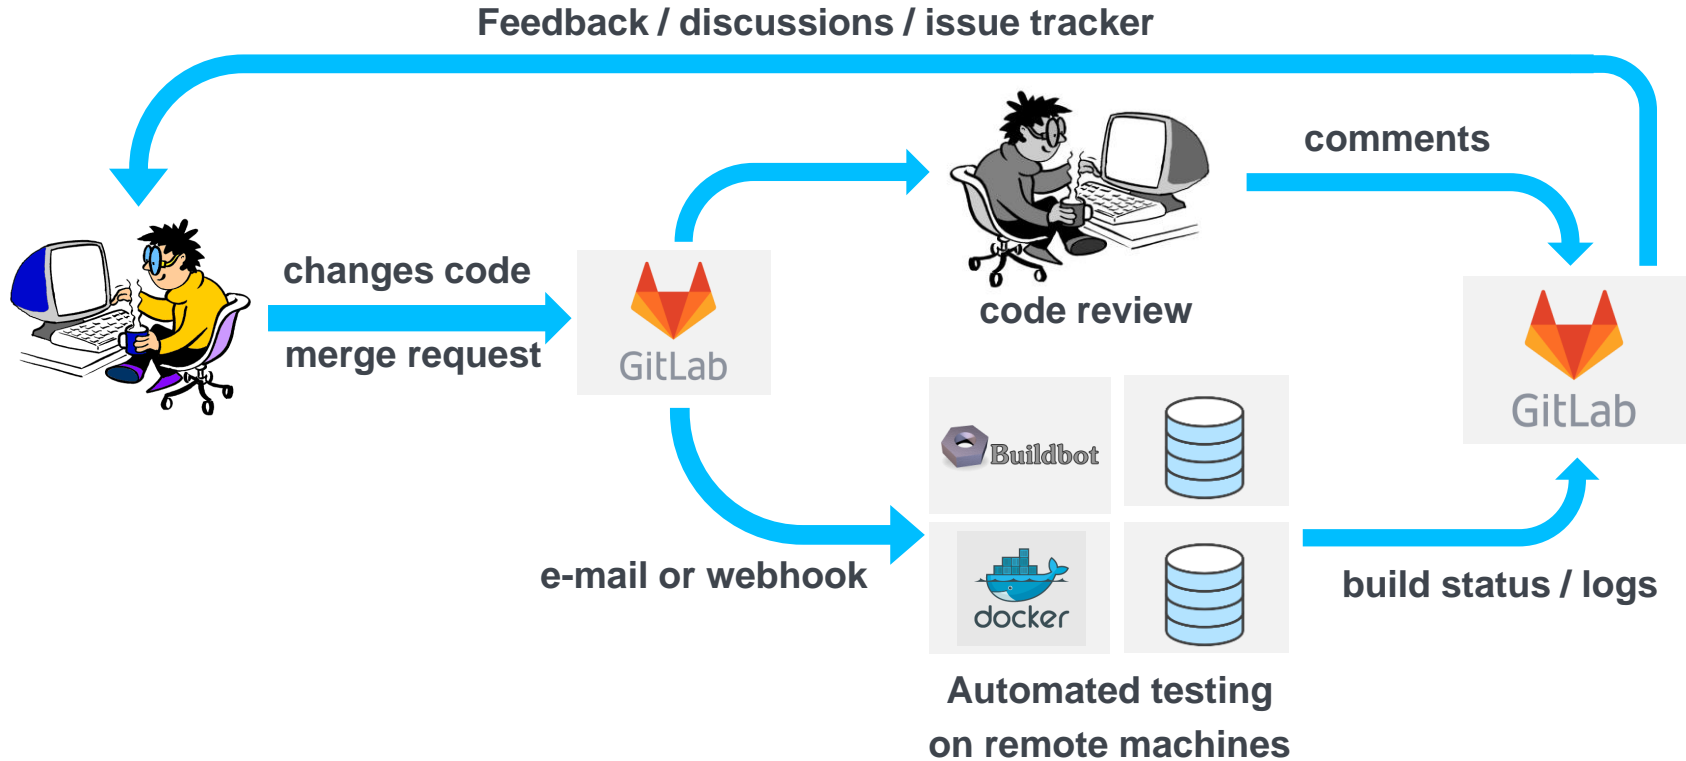 Feedback / discussions / issue tracker
comments
changes code
merge request
GitLab
code review
GitLab
Buildbot
e-mail or webhook
docker
build status / logs
Automated testing
on remote machines